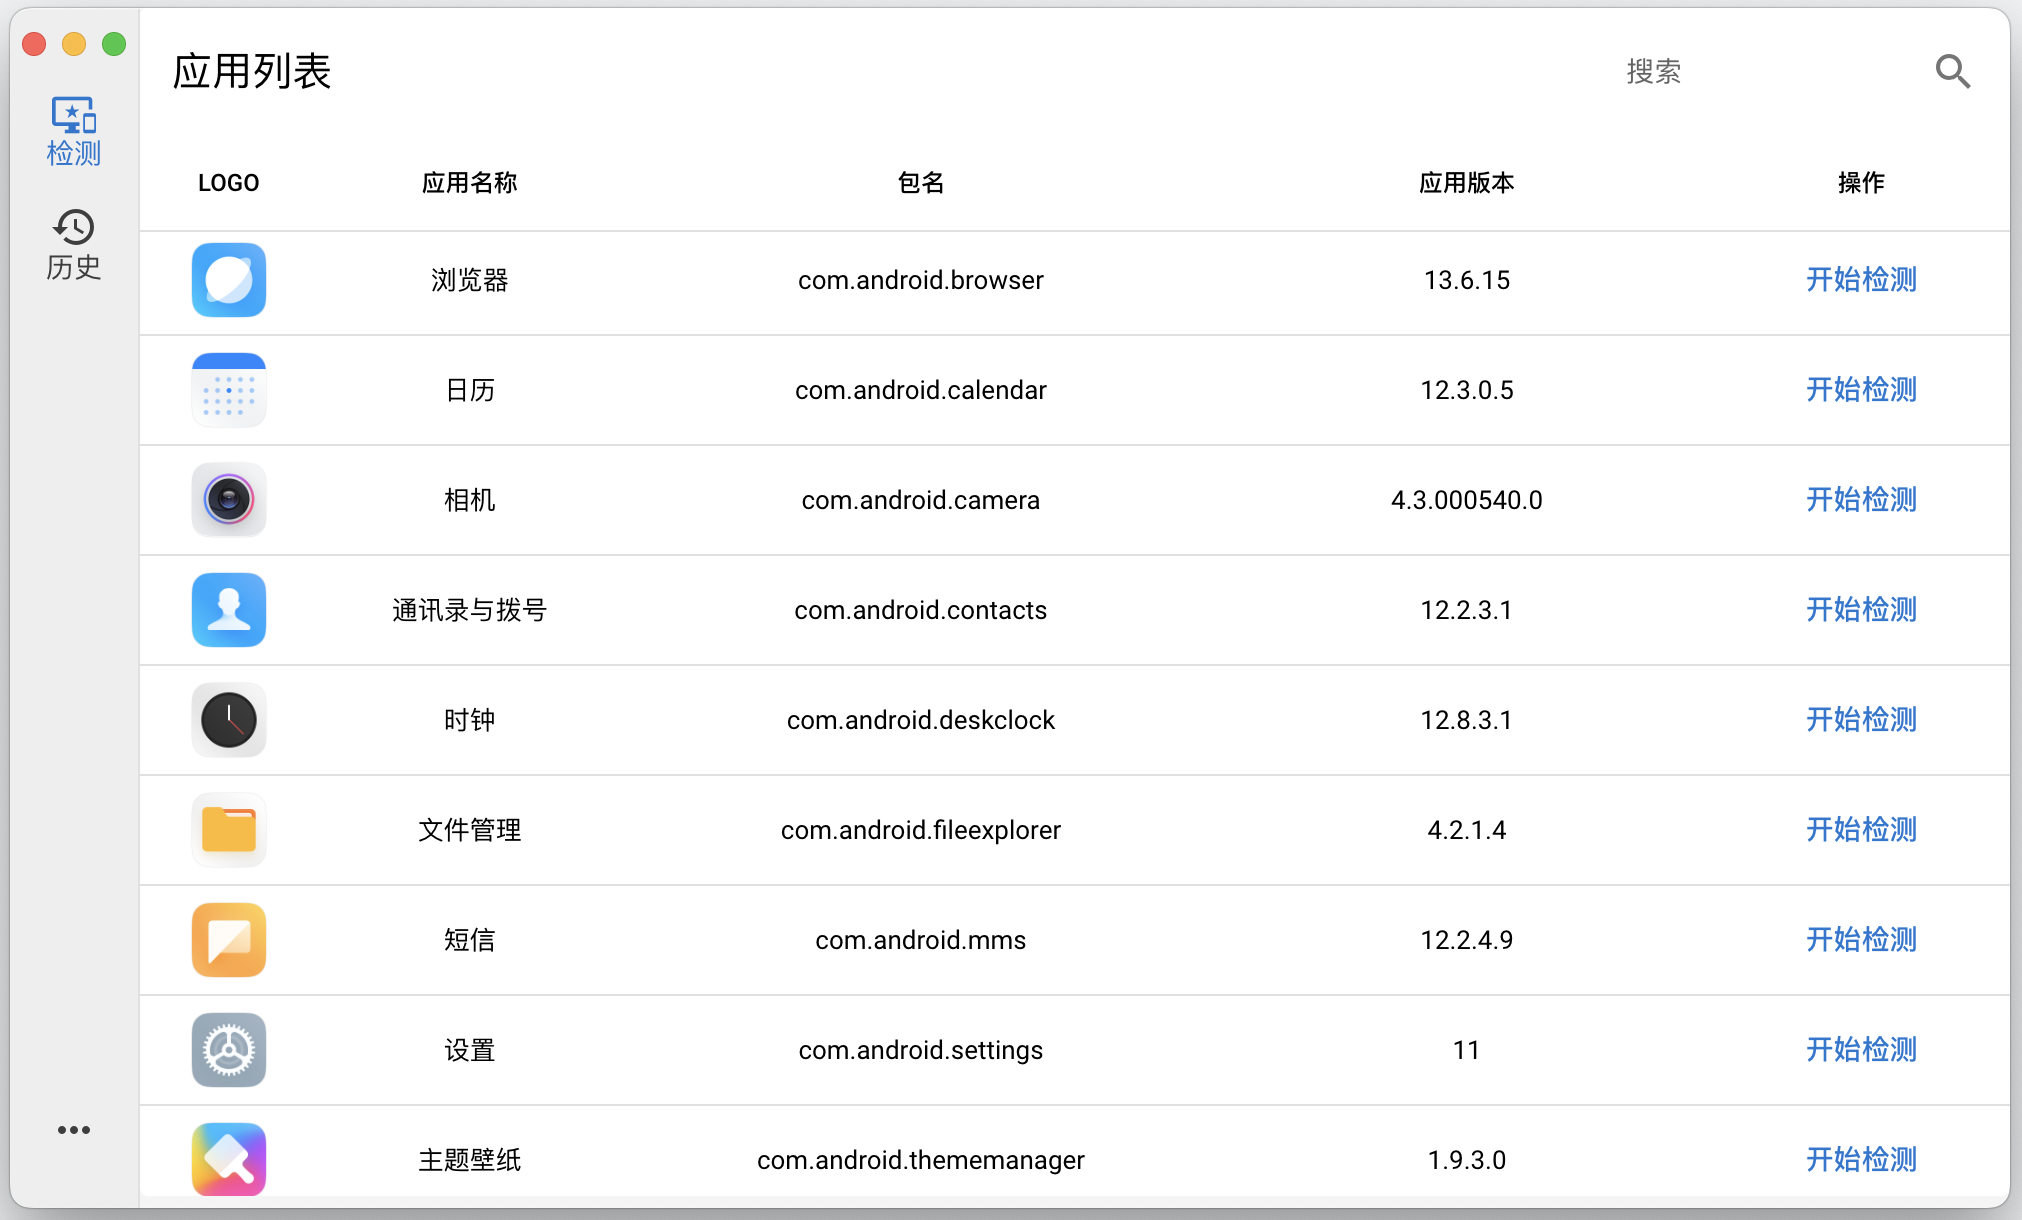 应用列表
搜索
检测
历史
LOGO 应用名称 包名 应用版本 操作
浏览器 com.android.browser 13.6.15 开始检测
日历 com.android.calendar 12.3.0.5 开始检测
相机 com.android.camera 4.3.000540.0 开始检测
通讯录与拨号 com.android.contacts 12.2.3.1 开始检测
时钟 com.android.deskclock 12.8.3.1 开始检测
文件管理 com.android.fileexplorer 4.2.1.4 开始检测
短信 com.android.mms 12.2.4.9 开始检测
设置 com.android.settings 11 开始检测
主题壁纸 com.android.thememanager 1.9.3.0 开始检测